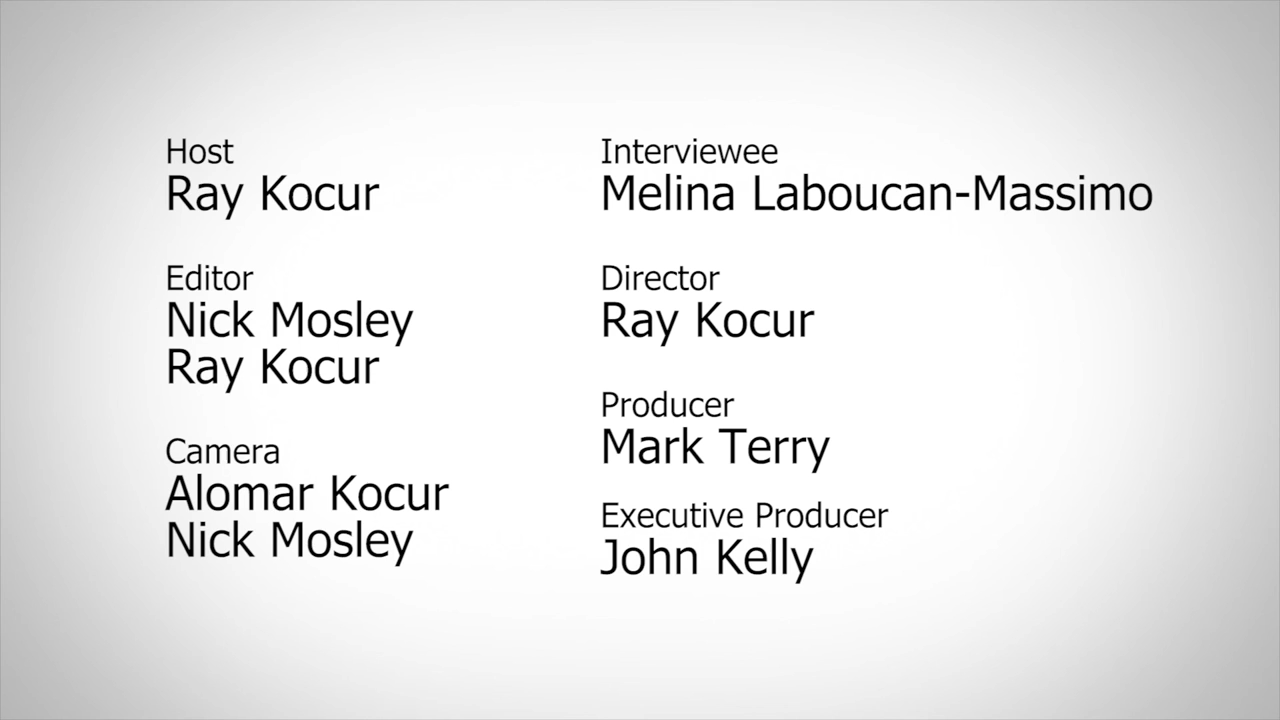 Host
Ray Kocur
Editor
Nick Mosley
Ray Kocur
Camera
Alomar Kocur
Nick Mosley
Interviewee
Melina Laboucan-Massimo
Director
Ray Kocur
Producer
Mark Terry
Executive Producer
John Kelly